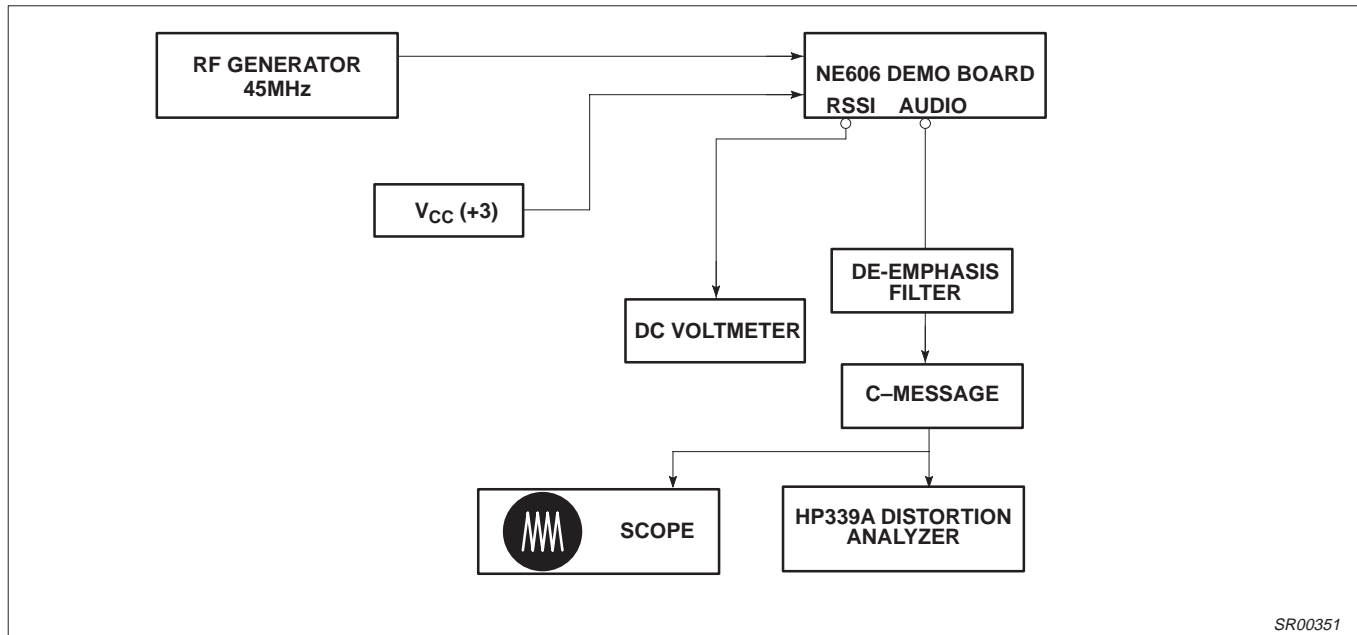 RF GENERATOR
45MHz
NE606 DEMO BOARD
RSSI AUDIO
VCC (+3)
DE-EMPHASIS
FILTER
DC VOLTMETER
C–MESSAGE
SCOPE
HP339A DISTORTION
ANALYZER
SR00351